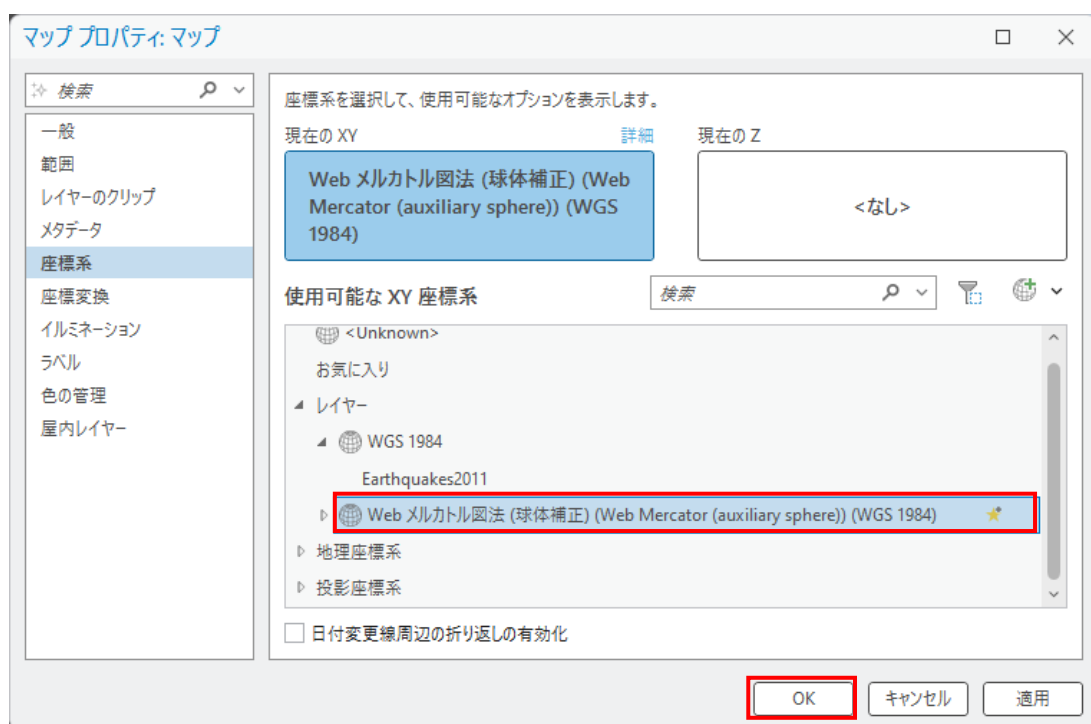 マップ プロパティ: マップ
検索
一般
範囲
レイヤーのクリップ
メタデータ
座標系
座標変換
イルミネーション
ラベル
色の管理
屋内レイヤー
座標系を選択して、使用可能なオプションを表示します。
現在の XY
詳細
現在の Z
Web メルカトル図法 (球体補正) (Web
Mercator (auxiliary sphere)) (WGS
1984)
<なし>
使用可能な XY 座標系
検索
<Unknown>
お気に入り
レイヤー
WGS 1984
Earthquakes2011
Web メルカトル図法 (球体補正) (Web Mercator (auxiliary sphere)) (WGS 1984)
地理座標系
投影座標系
日付変更線周辺の折り返しの有効化
OK
キャンセル
適用